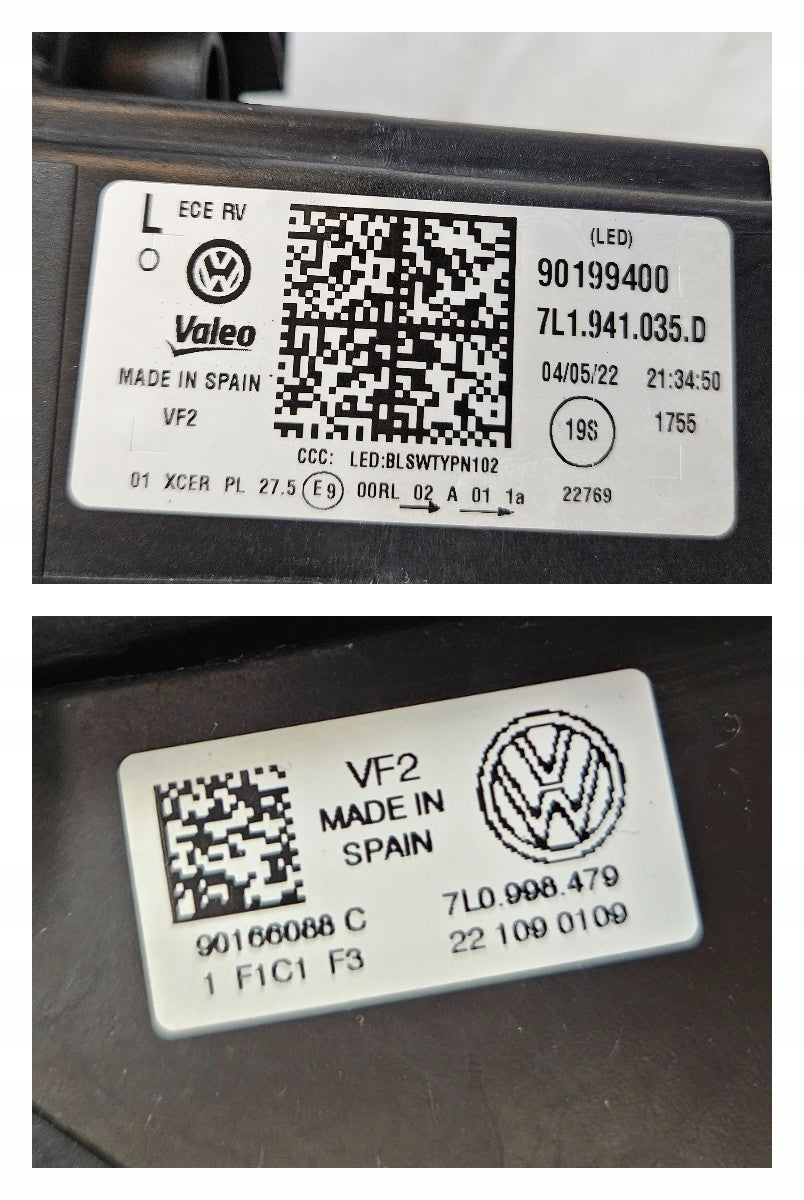 L ECE RV
O
Valeo
MADE IN SPAIN
VF2
(LED)
90199400
7L1.941.035.D
04/05/22 21:34:50
19S 1755
CCC: LED:BLSWTYPN102
01 XCER PL 27.5 E9 00RL 02 A 01 1a 22769
VF2
MADE IN
SPAIN
90166088 C
1 F1C1 F3
7L0.998.479
22 109 0109